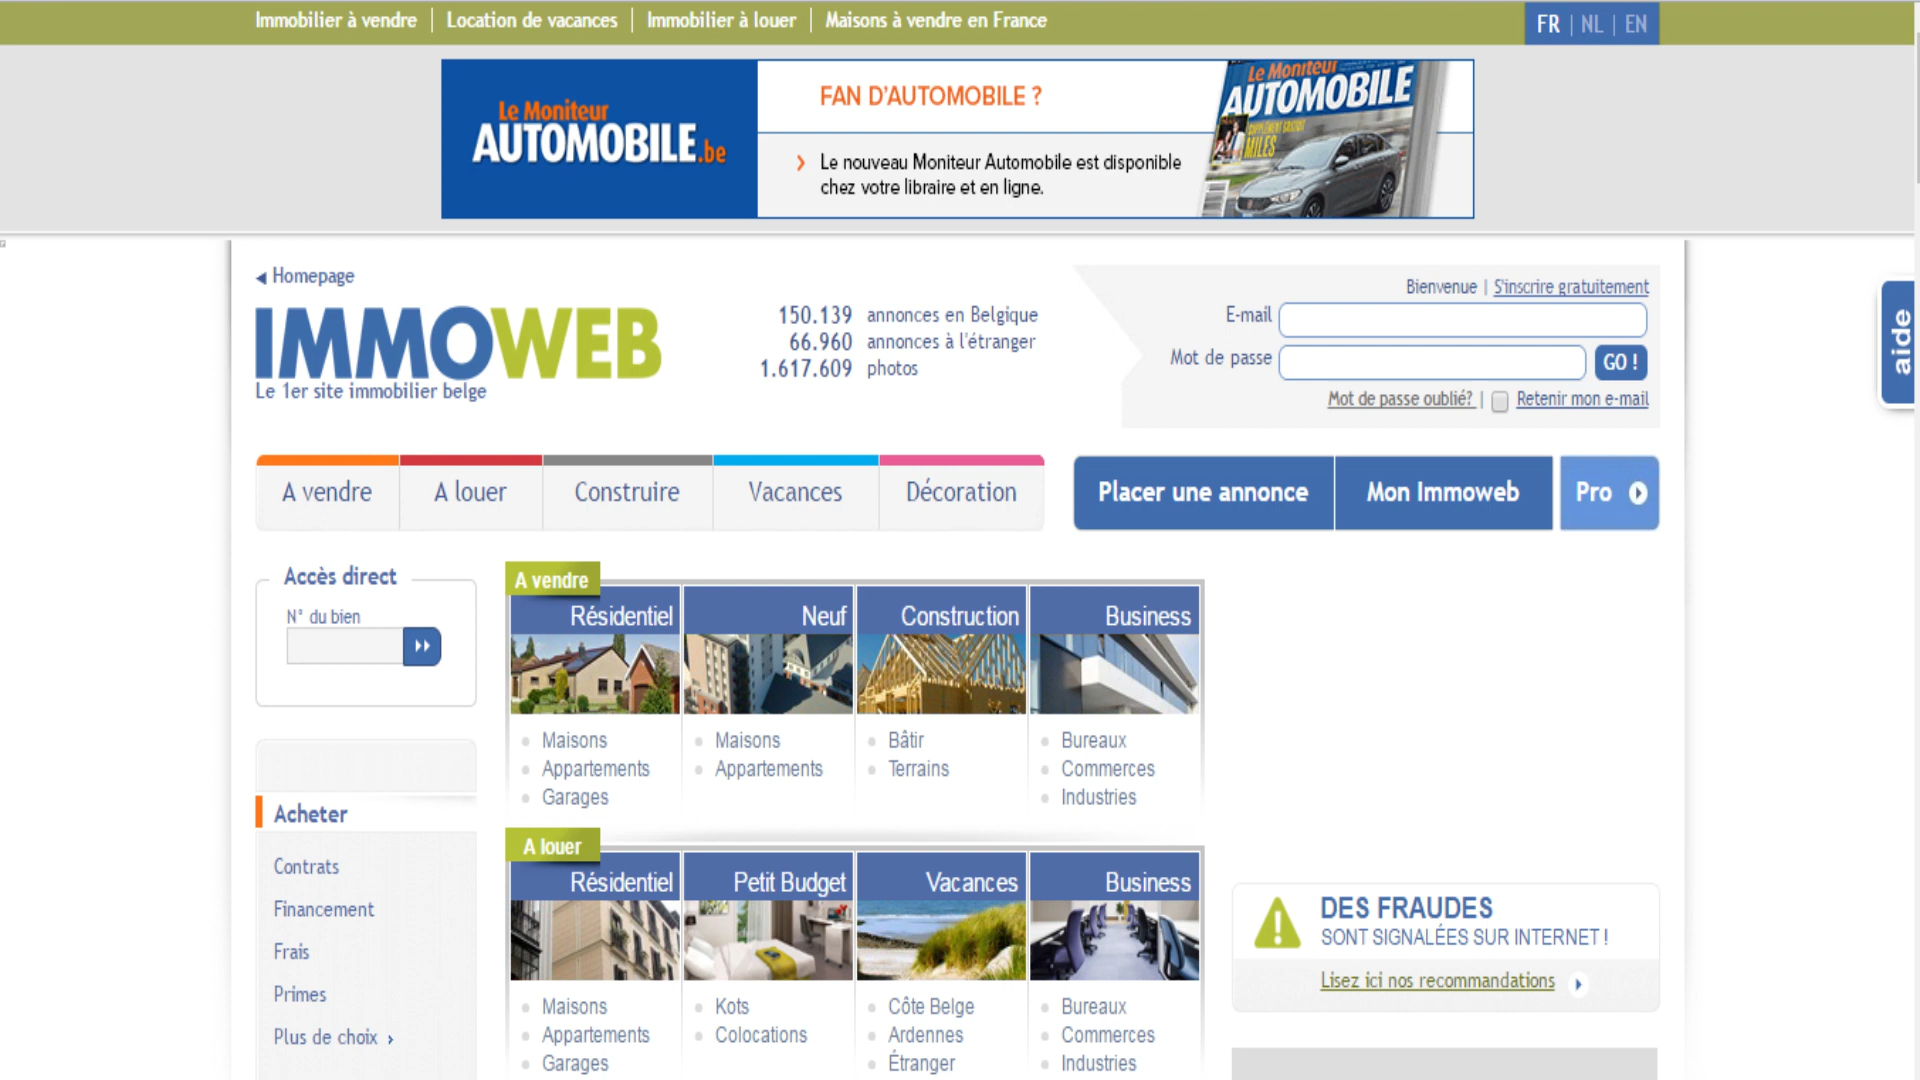 Immobilier à vendre
Location de vacances
Immobilier à louer
Maisons à vendre en France
FR | NL | EN
Le Moniteur
AUTOMOBILE.be
FAN D'AUTOMOBILE ?
Le nouveau Moniteur Automobile est disponible
chez votre libraire et en ligne.
Le Moniteur
AUTOMOBILE
SUPPLÉMENT GRATUIT
MILES
Homepage
IMMOWEB
Le 1er site immobilier belge
150.139 annonces en Belgique
66.960 annonces à l'étranger
1.617.609 photos
Bienvenue | S'inscrire gratuitement
E-mail
Mot de passe
GO !
Mot de passe oublié? |
Retenir mon e-mail
aide
A vendre
A louer
Construire
Vacances
Décoration
Placer une annonce
Mon Immoweb
Pro
Accès direct
N° du bien
Acheter
Contrats
Financement
Frais
Primes
Plus de choix ›
A vendre
Résidentiel
Maisons
Appartements
Garages
Neuf
Maisons
Appartements
Construction
Bâtir
Terrains
Business
Bureaux
Commerces
Industries
A louer
Résidentiel
Maisons
Appartements
Garages
Petit Budget
Kots
Colocations
Vacances
Côte Belge
Ardennes
Étranger
Business
Bureaux
Commerces
Industries
DES FRAUDES
SONT SIGNALÉES SUR INTERNET !
Lisez ici nos recommandations